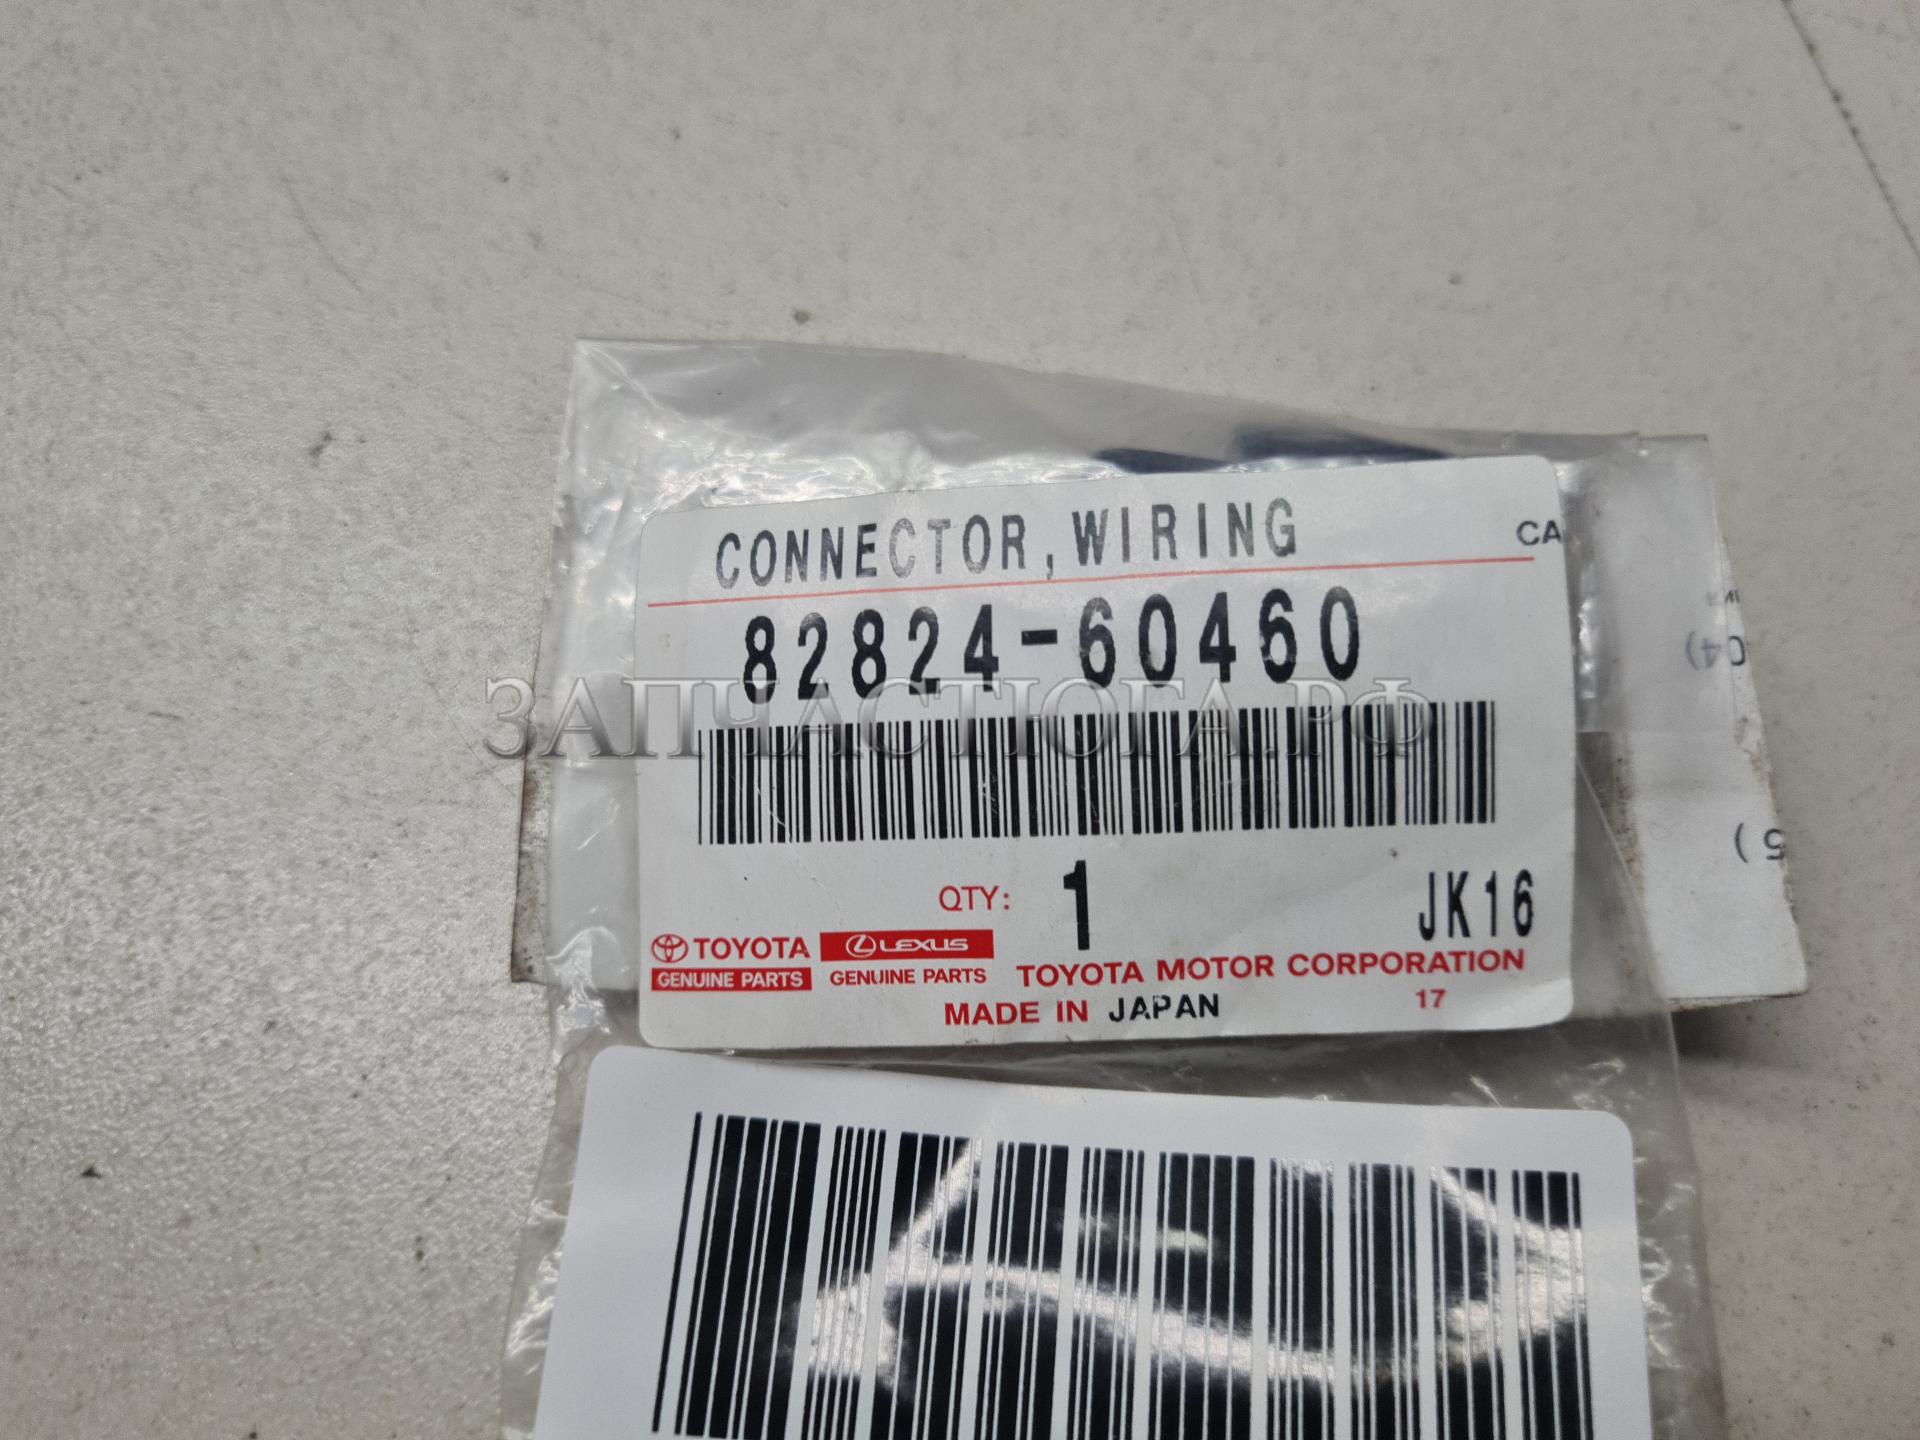 CONNECTOR, WIRING
CA
82824-60460
ЗАПЧАСТЮГА.РФ
QTY: 1 JK16
TOYOTA LEXUS
GENUINE PARTS GENUINE PARTS TOYOTA MOTOR CORPORATION
MADE IN JAPAN 17